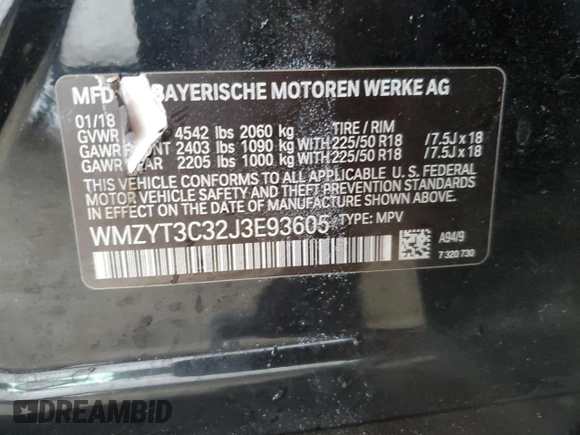 MFD BAYERISCHE MOTOREN WERKE AG
01/18
GVWR 4542 lbs 2060 kg TIRE / RIM
GAWR 2403 lbs 1090 kg WITH 225/50 R18 /7.5J x 18
GAWR REAR 2205 lbs 1000 kg WITH 225/50 R18 /7.5J x 18
THIS VEHICLE CONFORMS TO ALL APPLICABLE U. S. FEDERAL
MOTOR VEHICLE SAFETY AND THEFT PREVENTION
STANDARDS IN EFFECT ON THE DATE OF MANUFACTURE SHOWN ABOVE.
WMZYT3C32J3E93605 TYPE: MPV
A94/9
7 320 730
DREAMBID